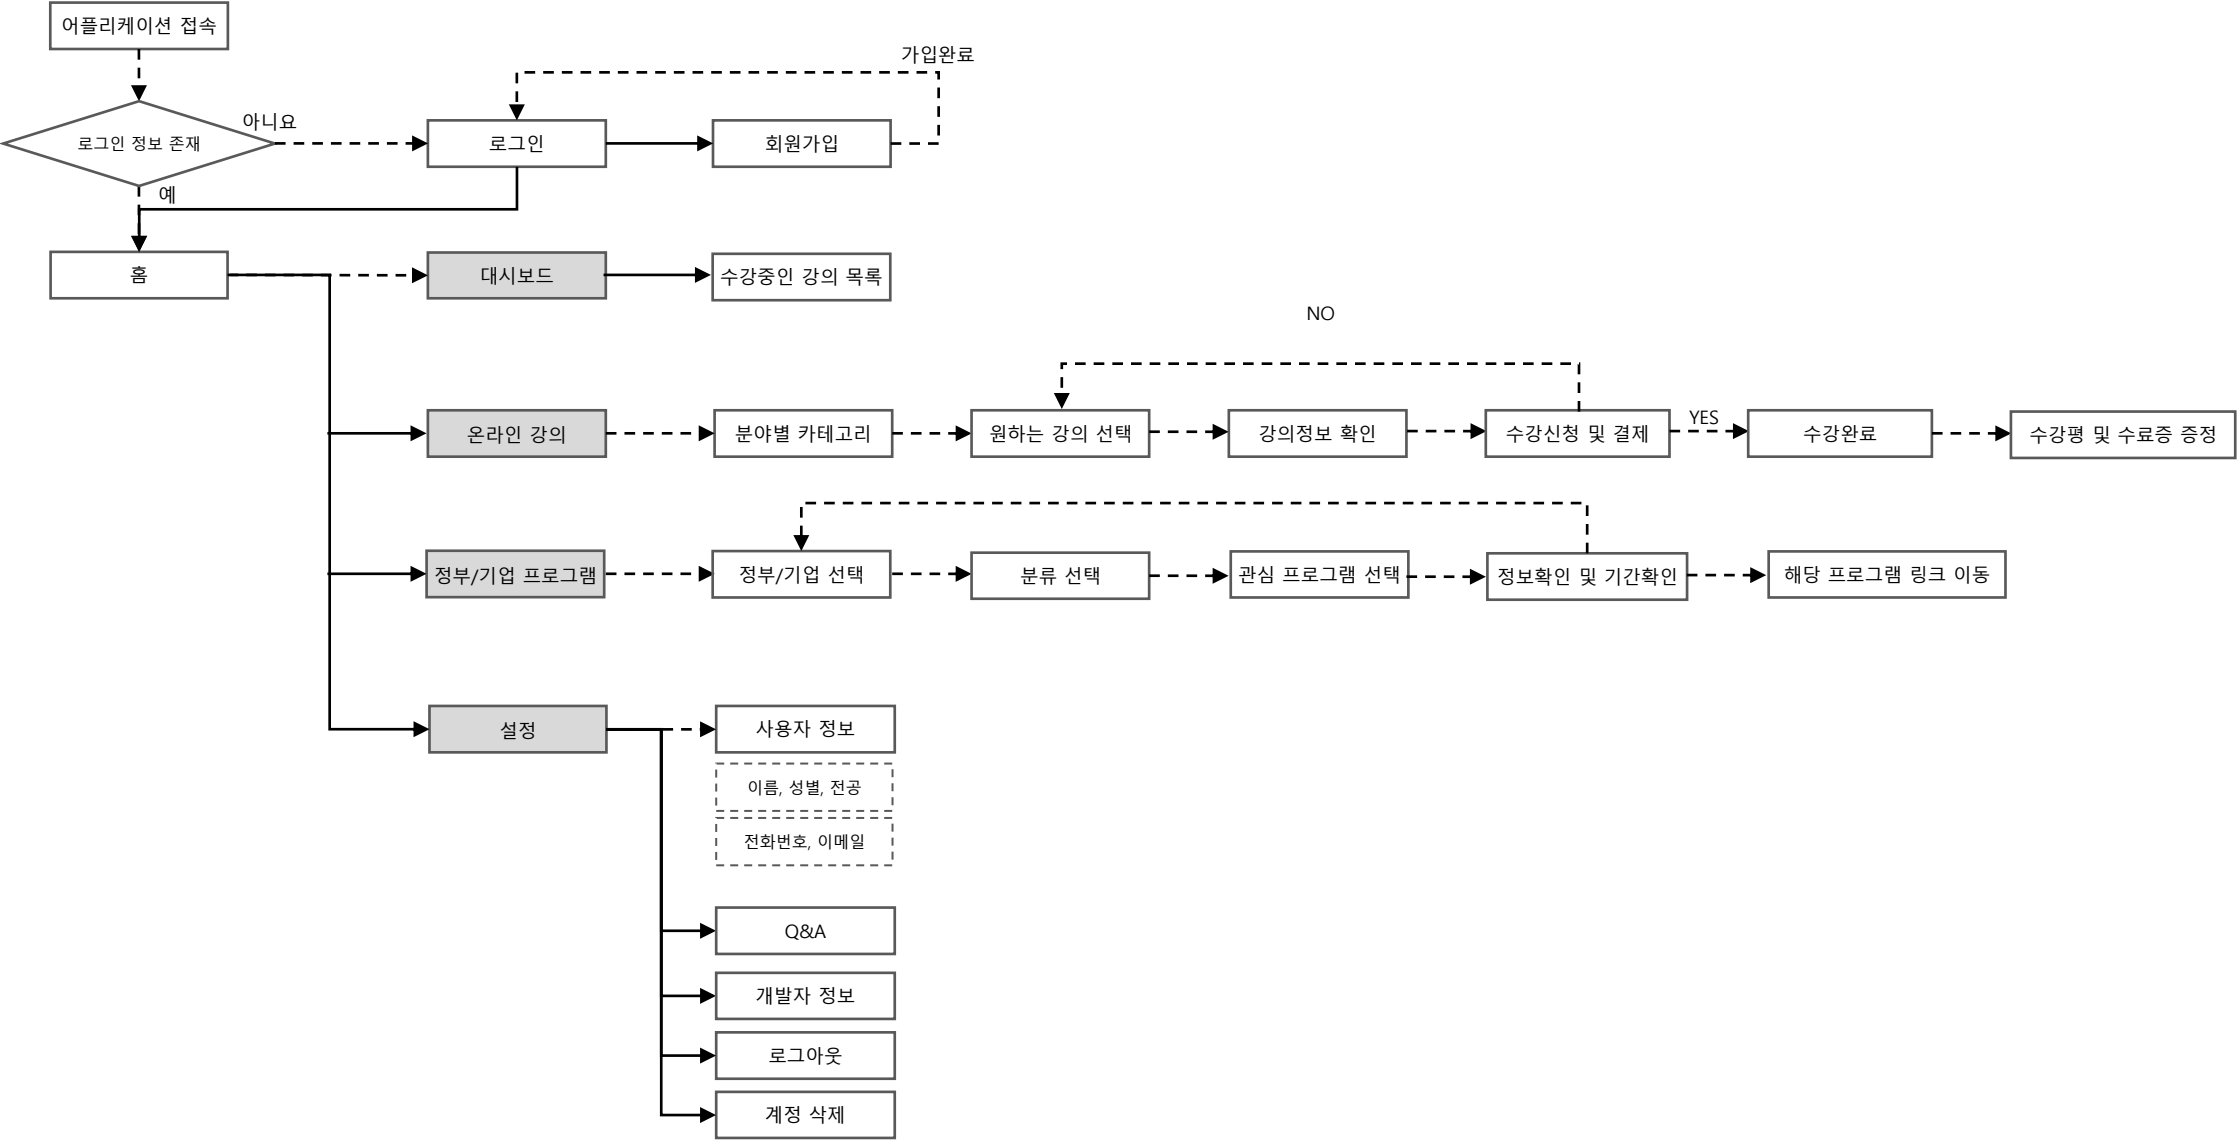 어플리케이션 접속
가입완료
로그인 정보 존재
아니요
로그인
회원가입
예
홈
대시보드
수강중인 강의 목록
NO
온라인 강의
분야별 카테고리
원하는 강의 선택
강의정보 확인
수강신청 및 결제
YES
수강완료
수강평 및 수료증 증정
정부/기업 프로그램
정부/기업 선택
분류 선택
관심 프로그램 선택
정보확인 및 기간확인
해당 프로그램 링크 이동
설정
사용자 정보
이름, 성별, 전공
전화번호, 이메일
Q&A
개발자 정보
로그아웃
계정 삭제